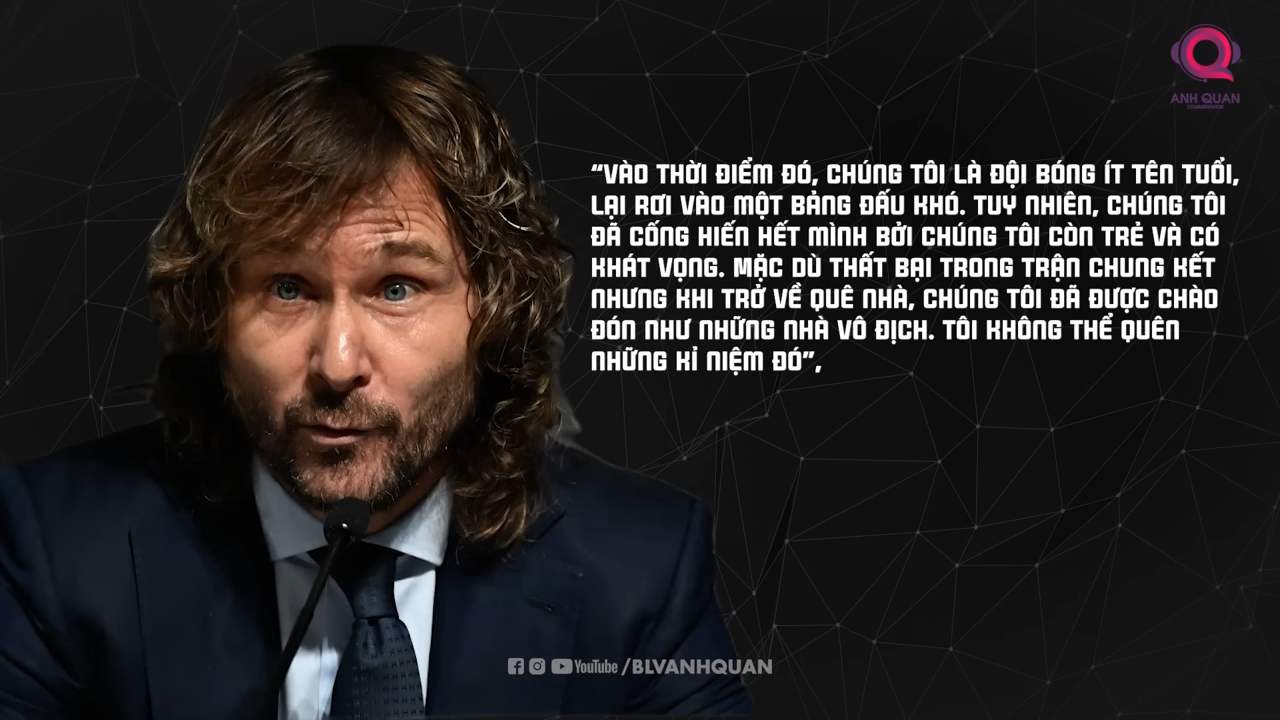 ANH QUAN
COMMENTATOR
“VÀO THỜI ĐIỂM ĐÓ, CHÚNG TÔI LÀ ĐỘI BÓNG ÍT TÊN TUỔI,
LẠI RƠI VÀO MỘT BẢNG ĐẤU KHÓ. TUY NHIÊN, CHÚNG TÔI
ĐÃ CỐNG HIẾN HẾT MÌNH BỞI CHÚNG TÔI CÒN TRẺ VÀ CÓ
KHÁT VỌNG. MẶC DÙ THẤT BẠI TRONG TRẬN CHUNG KẾT
NHƯNG KHI TRỞ VỀ QUÊ NHÀ, CHÚNG TÔI ĐÃ ĐƯỢC CHÀO
ĐÓN NHƯ NHỮNG NHÀ VÔ ĐỊCH. TÔI KHÔNG THỂ QUÊN
NHỮNG KỈ NIỆM ĐÓ”,
YouTube /BLVANHQUAN